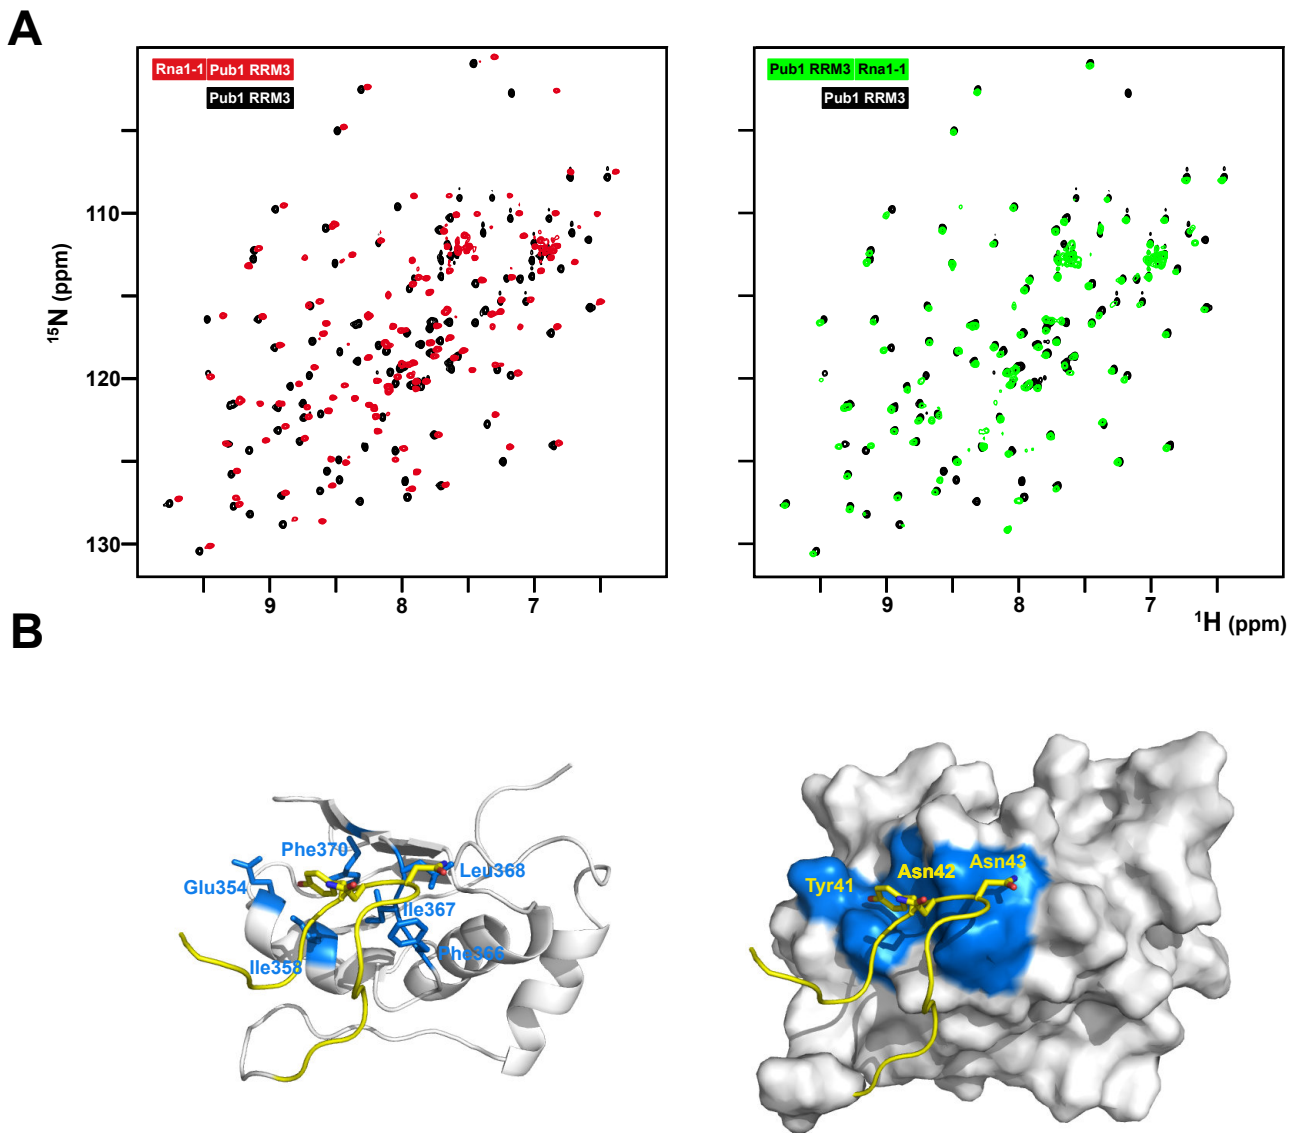 A
Rna1-1 Pub1 RRM3
Pub1 RRM3
Pub1 RRM3 Rna1-1
Pub1 RRM3
110
120
130
15N (ppm)
9 8 7
9 8 7
1H (ppm)
B
Phe370
Glu354
Leu368
Ile367
Phe366
Ile358
Tyr41
Asn42
Asn43